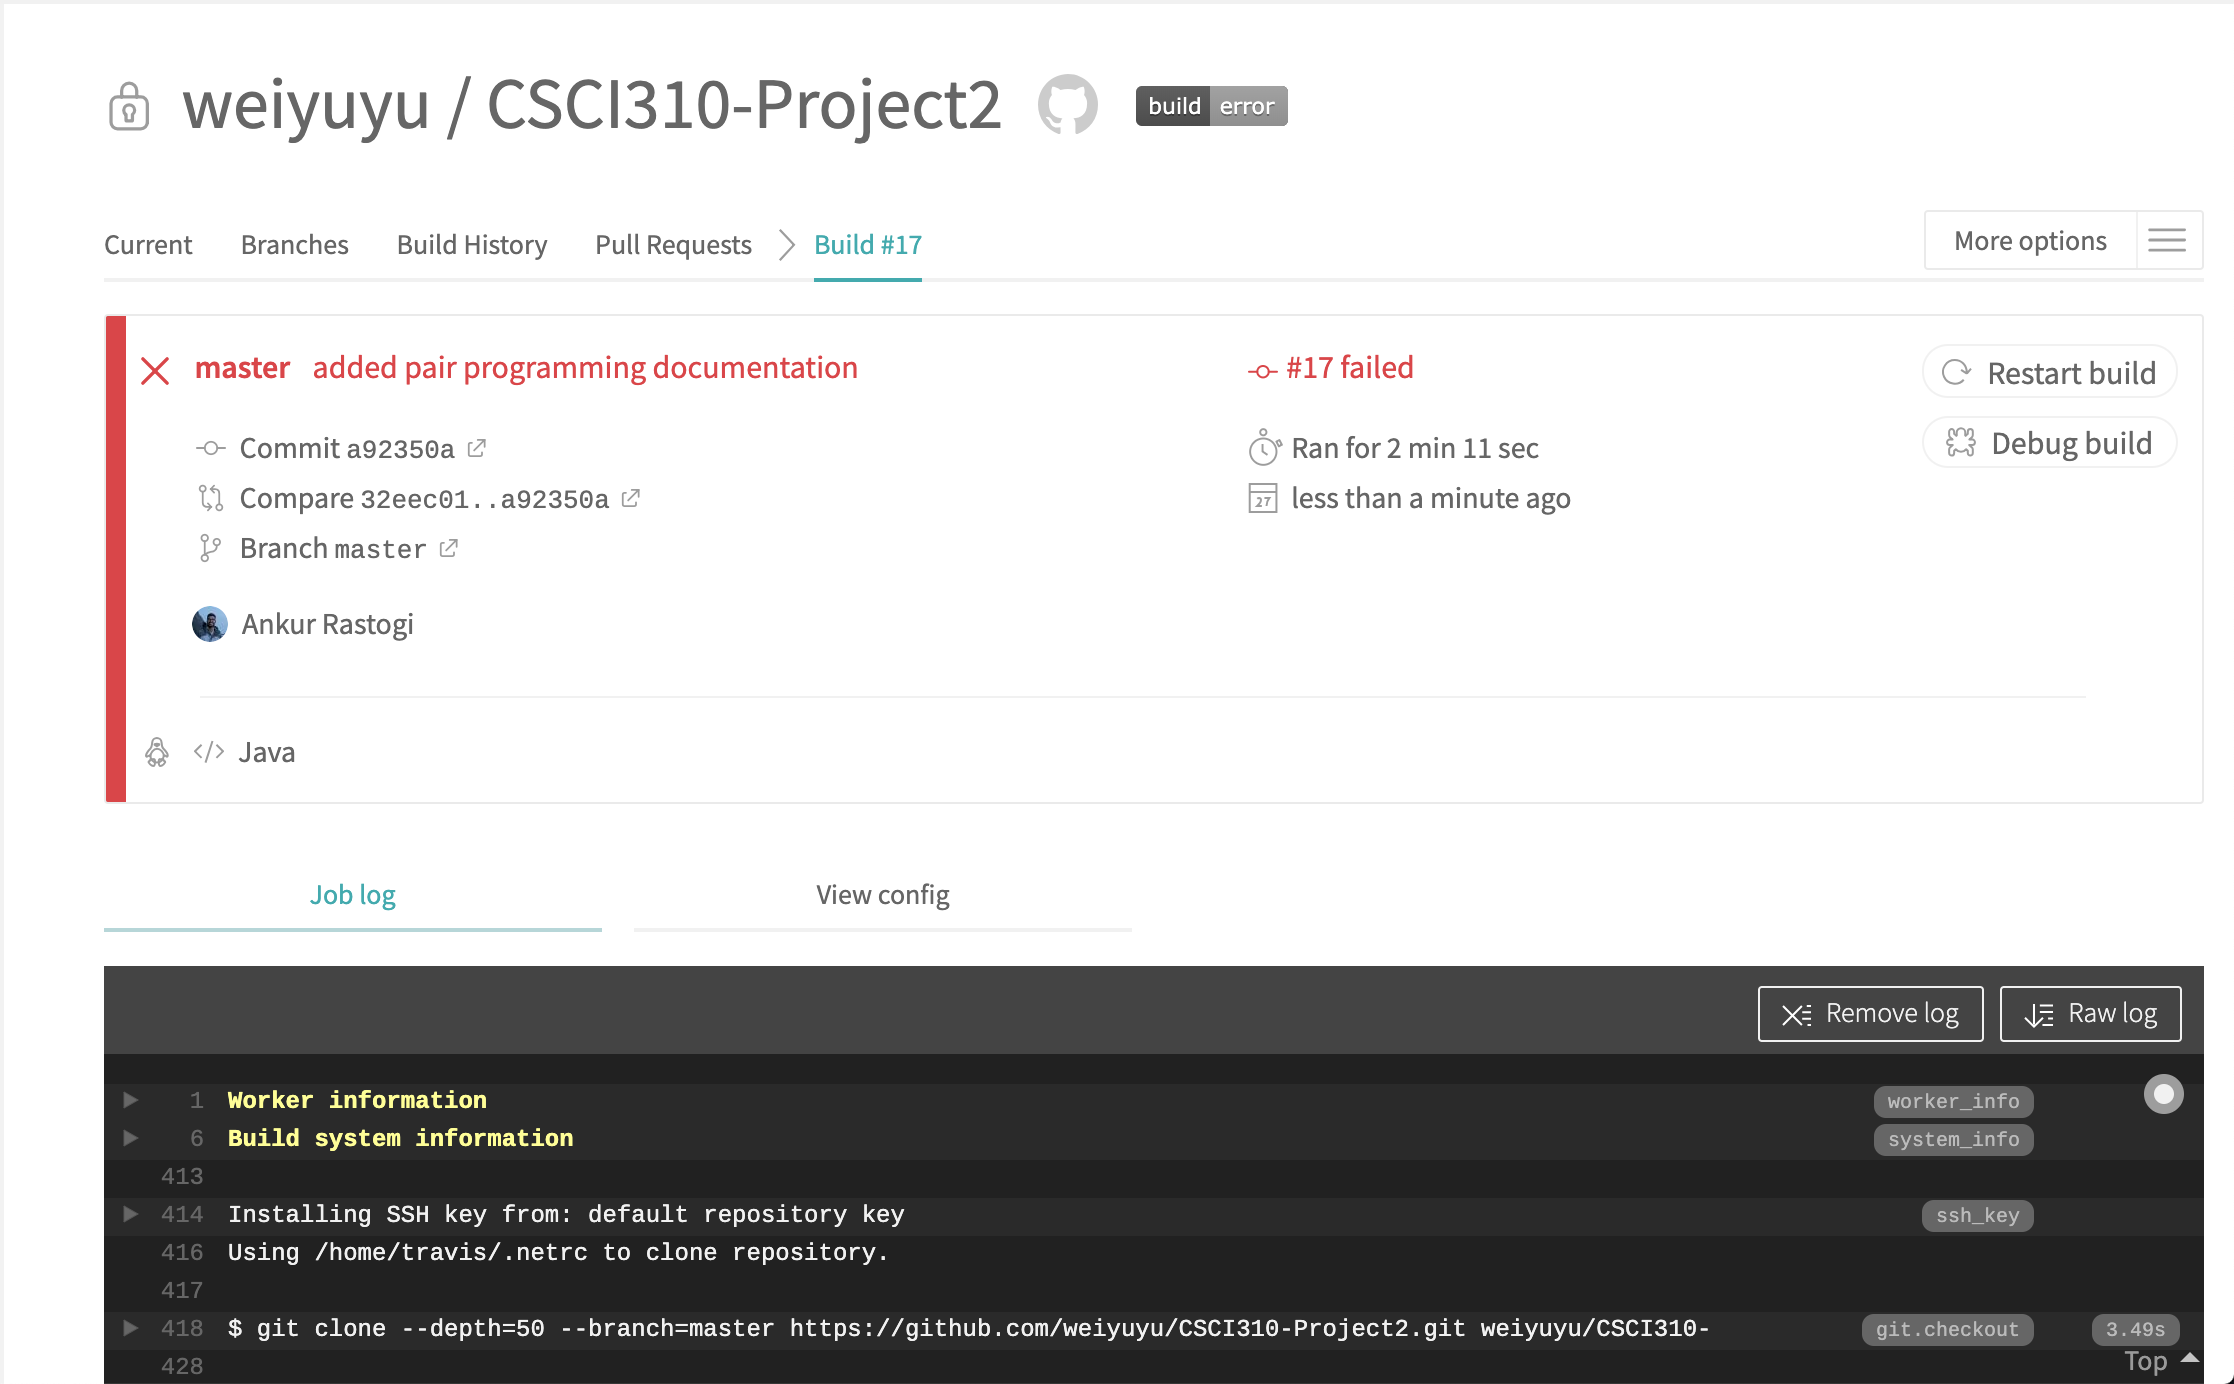 weiyuyu / CSCI310-Project2 build error
Current Branches Build History Pull Requests Build #17 More options
master added pair programming documentation
Commit a92350a
Compare 32eec01..a92350a
Branch master
Ankur Rastogi
Java
#17 failed
Ran for 2 min 11 sec
27 less than a minute ago
Restart build
Debug build
Job log View config
Remove log Raw log
1 Worker information worker_info
6 Build system information system_info
413
414 Installing SSH key from: default repository key ssh_key
416 Using /home/travis/.netrc to clone repository.
417
418 $ git clone --depth=50 --branch=master https://github.com/weiyuyu/CSCI310-Project2.git weiyuyu/CSCI310- git.checkout 3.49s
428
Top